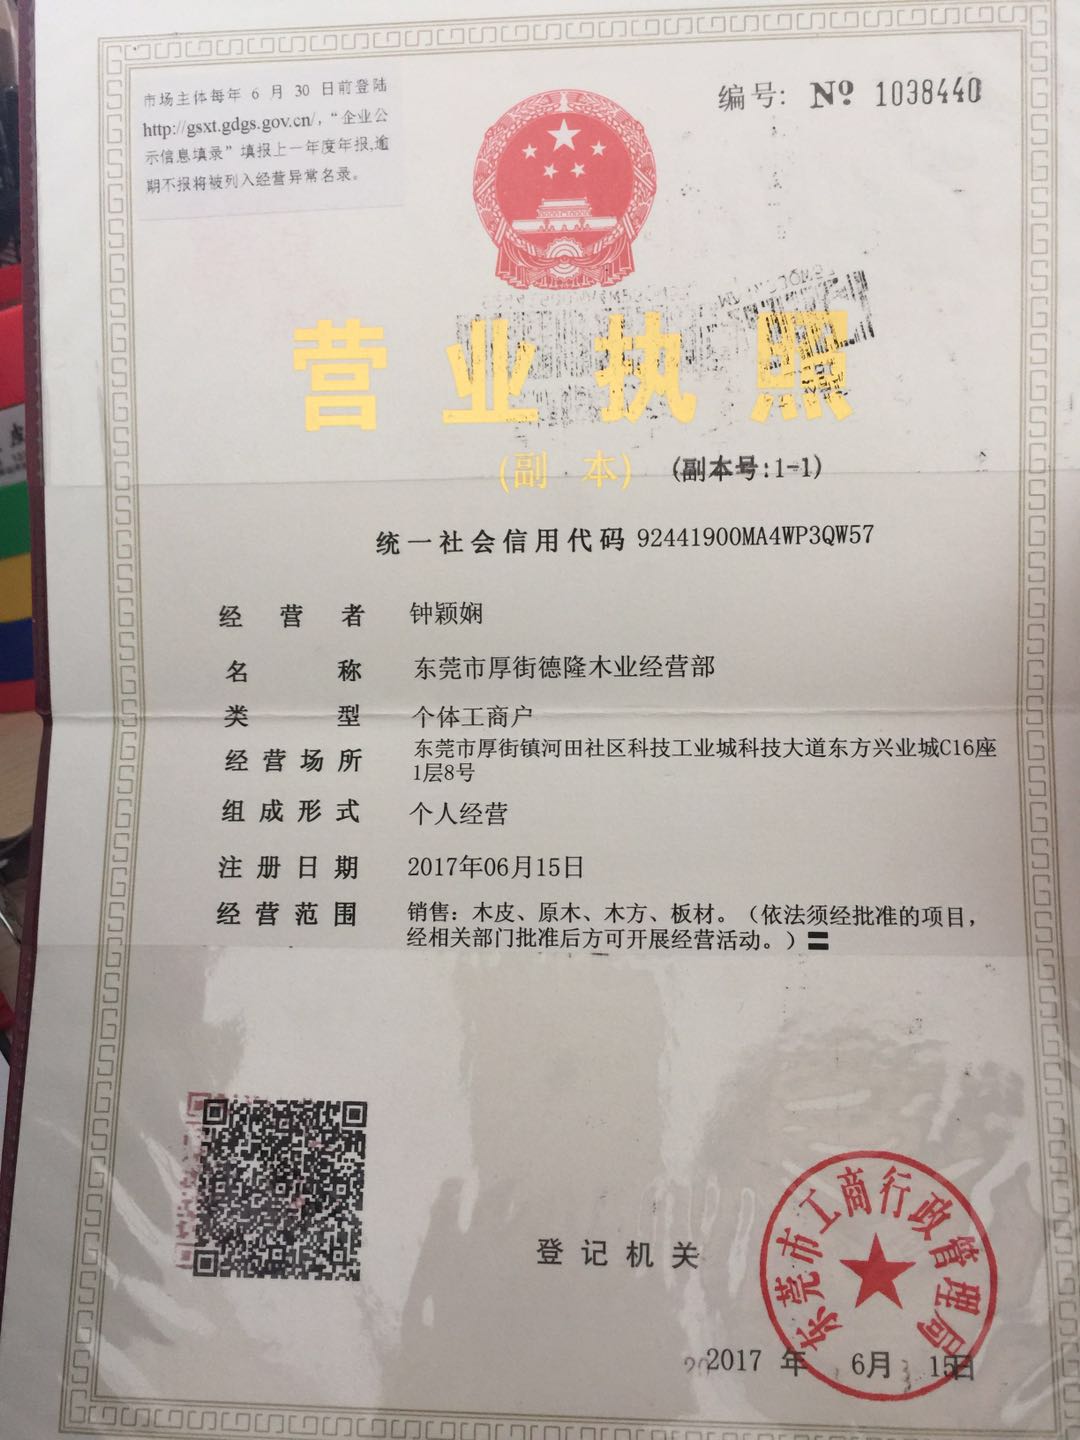 市场主体每年 6 月 30 日前登陆
http://gsxt.gdgs.gov.cn/，“企业公
示信息填录”填报上一年度年报,逾
期不报将被列入经营异常名录。
编号: Nº 1038440
营业执照
(副 本) (副本号:1-1)
统一社会信用代码 92441900MA4WP3QW57
经营者 钟颖娴
名称 东莞市厚街德隆木业经营部
类型 个体工商户
经营场所 东莞市厚街镇河田社区科技工业城科技大道东方兴业城C16座
1层8号
组成形式 个人经营
注册日期 2017年06月15日
经营范围 销售：木皮、原木、木方、板材。（依法须经批准的项目，
经相关部门批准后方可开展经营活动。）〓
东莞市工商行政管理局
登记机关
2017 年 6月 15日